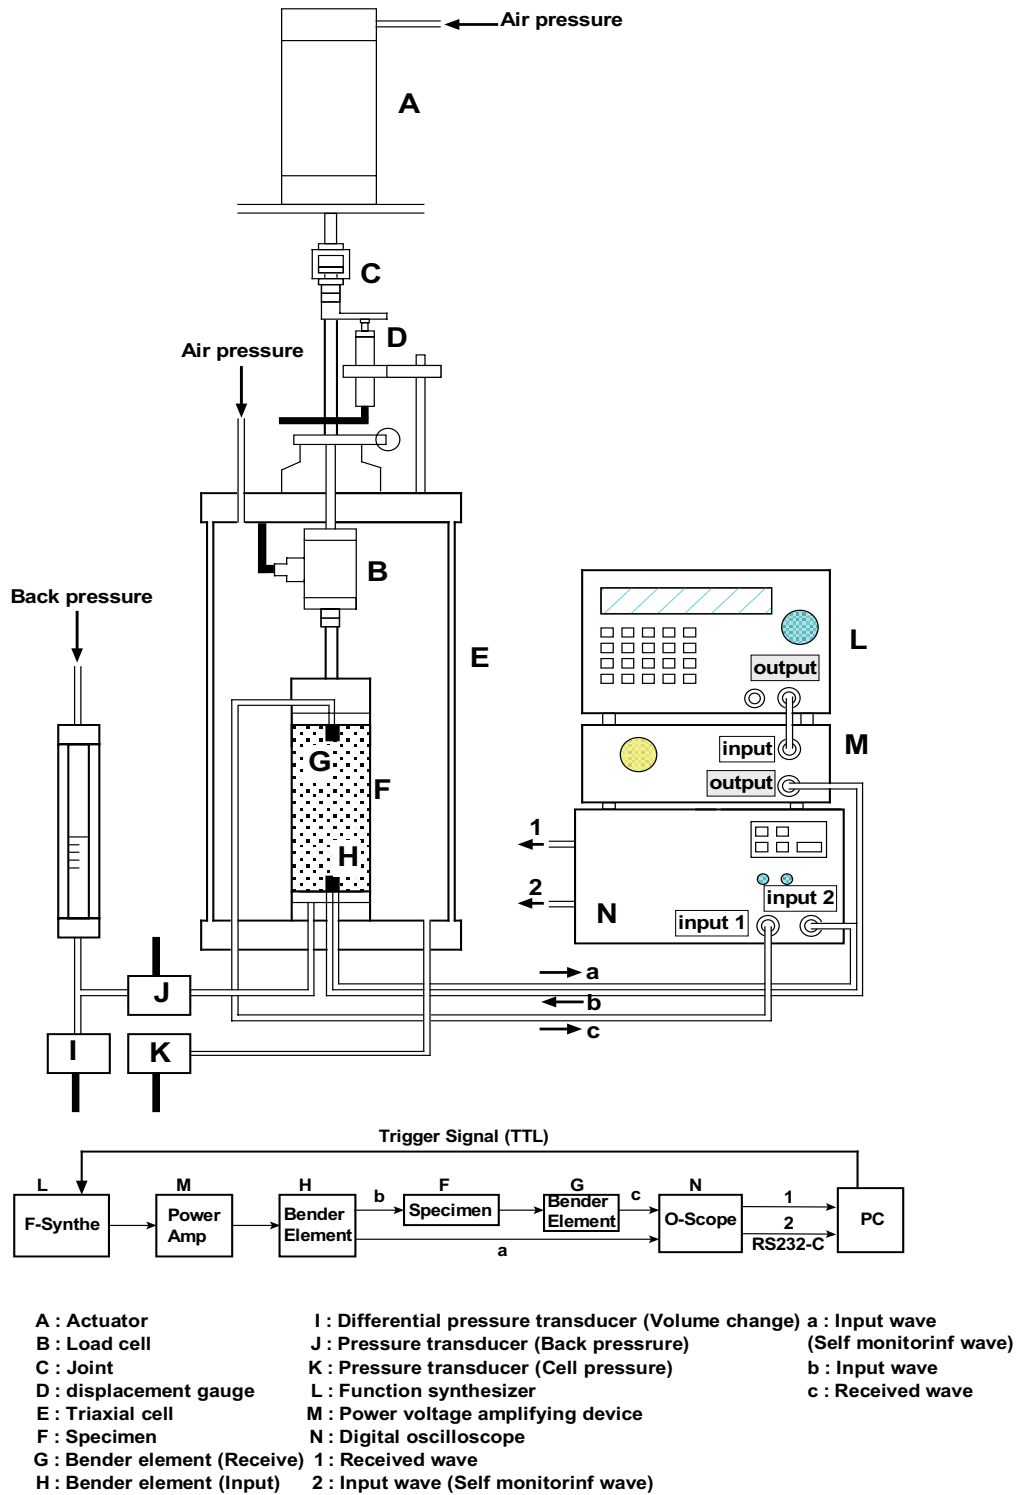 Air pressure
A
C
D
Air pressure
B
Back pressure
E
L
output
M
input
output
G
F
H
1
2
N
input 2
input 1
a
b
c
J
I
K
Trigger Signal (TTL)
L
M
H
F
G
N
b
c
1
F-Synthe
Power
Amp
Bender
Element
Specimen
Bender
Element
O-Scope
2
PC
a
RS232-C
A : Actuator
B : Load cell
C : Joint
D : displacement gauge
E : Triaxial cell
F : Specimen
G : Bender element (Receive)
H : Bender element (Input)
I : Differential pressure transducer (Volume change)
J : Pressure transducer (Back pressrure)
K : Pressure transducer (Cell pressure)
L : Function synthesizer
M : Power voltage amplifying device
N : Digital oscilloscope
1 : Received wave
2 : Input wave (Self monitorinf wave)
a : Input wave
(Self monitorinf wave)
b : Input wave
c : Received wave